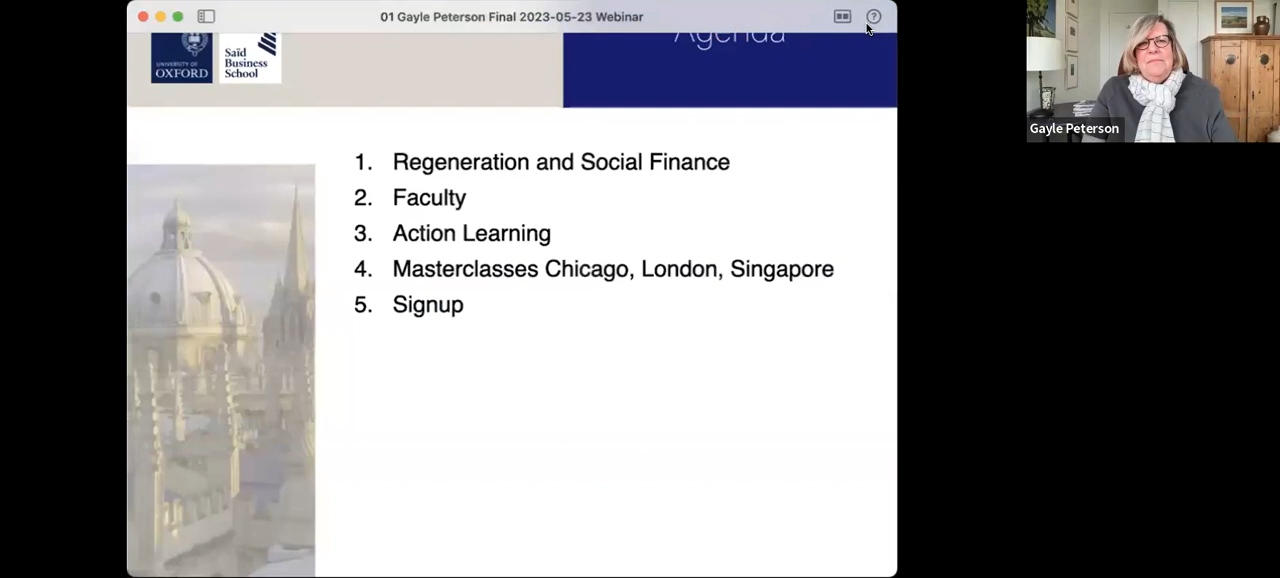 01 Gayle Peterson Final 2023-05-23 Webinar
UNIVERSITY OF
OXFORD
Saïd
Business
School
Agenda
1. Regeneration and Social Finance
2. Faculty
3. Action Learning
4. Masterclasses Chicago, London, Singapore
5. Signup
Gayle Peterson